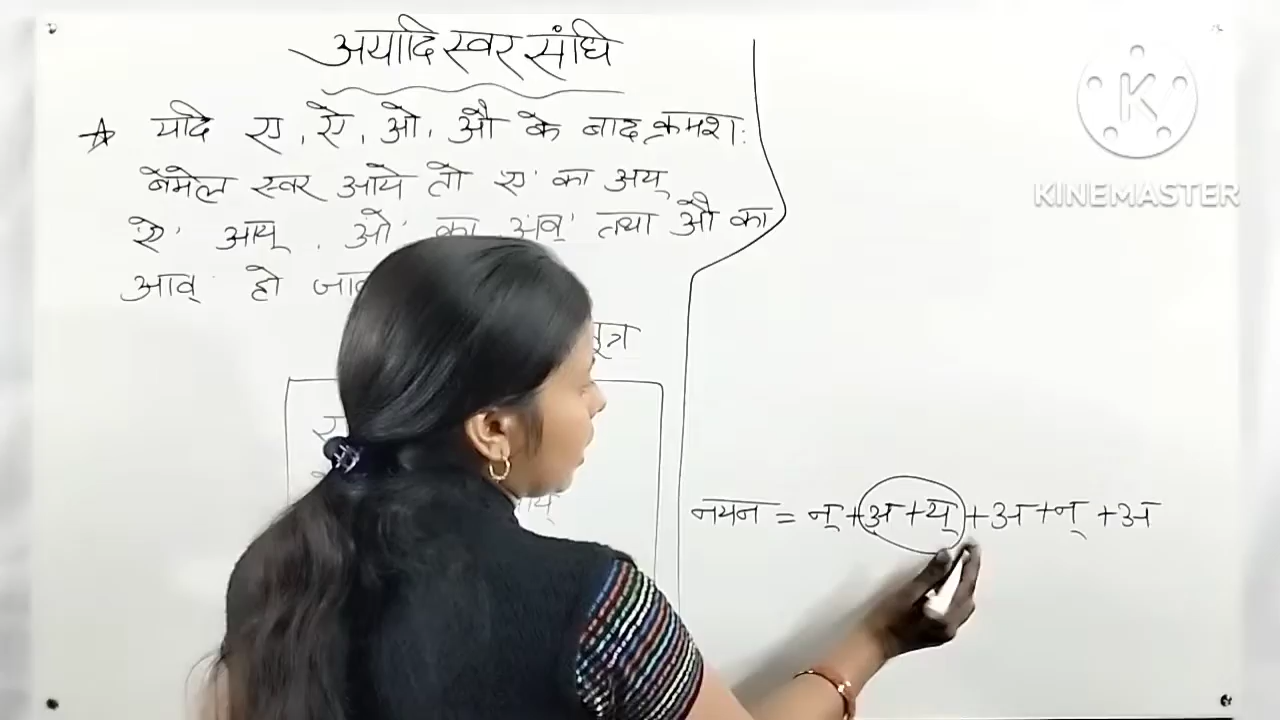 अयादि स्वर संधि
यदि ए, ऐ, ओ, औ के बाद क्रमशः
बेमेल स्वर आये तो ए' का अय्
ऐ' आय् , ओ' का अव्' तथा औ का
आव् हो
सूत्र
ए
नयन = न् + अ + य् + अ + न् + अ
K
KINEMASTER